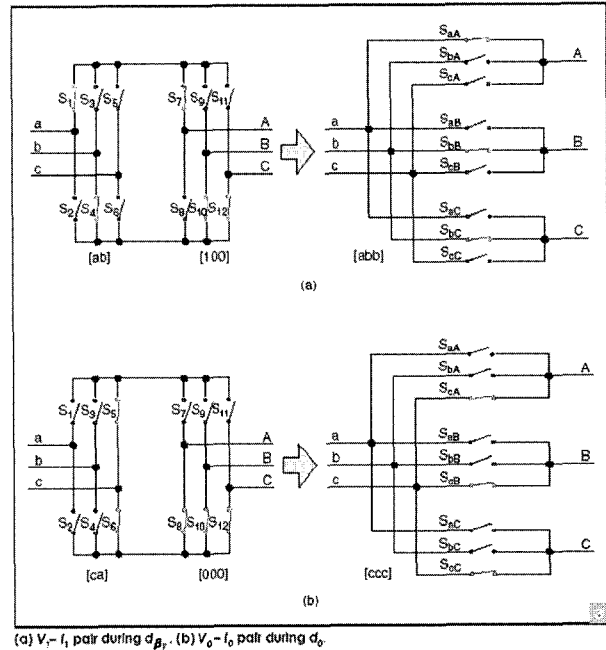 S1 S3 S5 S7 S9 S11
a A
b B
c C
S2 S4 S6 S8 S10 S12
[ab] [100]
SaA
SbA A
ScA
a SaB
b SbB B
c ScB
SaC
SbC C
ScC
[abb]
(a)
S1 S3 S5 S7 S9 S11
a A
b B
c C
S2 S4 S6 S8 S10 S12
[ca] [000]
SaA
SbA A
ScA
a SaB
b SbB B
c ScB
SaC
SbC C
ScC
[ccc]
(b)
(a) V1– I1 pair during dβγ. (b) V0– I0 pair during d0.